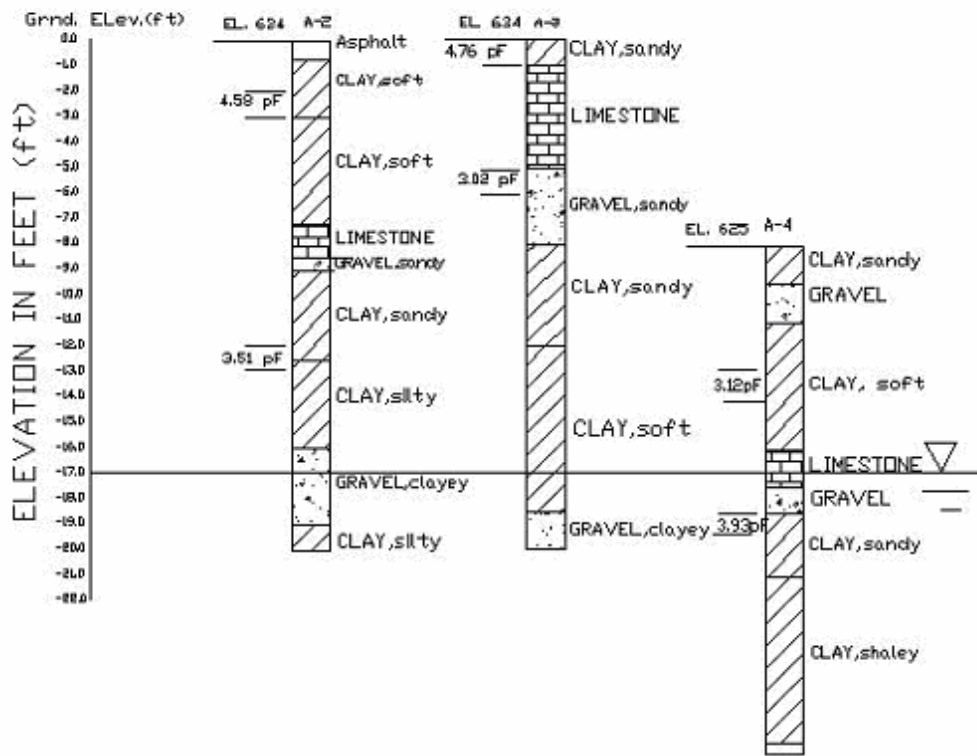 Grnd. ELev.(ft)
ELEVATION IN FEET (ft)
0.0
-1.0
-2.0
-3.0
-4.0
-5.0
-6.0
-7.0
-8.0
-9.0
-10.0
-11.0
-12.0
-13.0
-14.0
-15.0
-16.0
-17.0
-18.0
-19.0
-20.0
-21.0
-22.0
EL. 634 A-2
Asphalt
CLAY,soft
4.58 pF
CLAY,soft
LIMESTONE
GRAVEL,sandy
CLAY,sandy
3.51 pF
CLAY,silty
GRAVEL,clayey
CLAY,silty
EL 634 A-3
4.76 pF
CLAY,sandy
LIMESTONE
3.02 pF
GRAVEL,sandy
CLAY,sandy
CLAY,soft
GRAVEL,clayey
EL. 625 A-4
CLAY,sandy
GRAVEL
3.12pF
CLAY, soft
LIMESTONE
GRAVEL
3.93pF
CLAY,sandy
CLAY,shaley